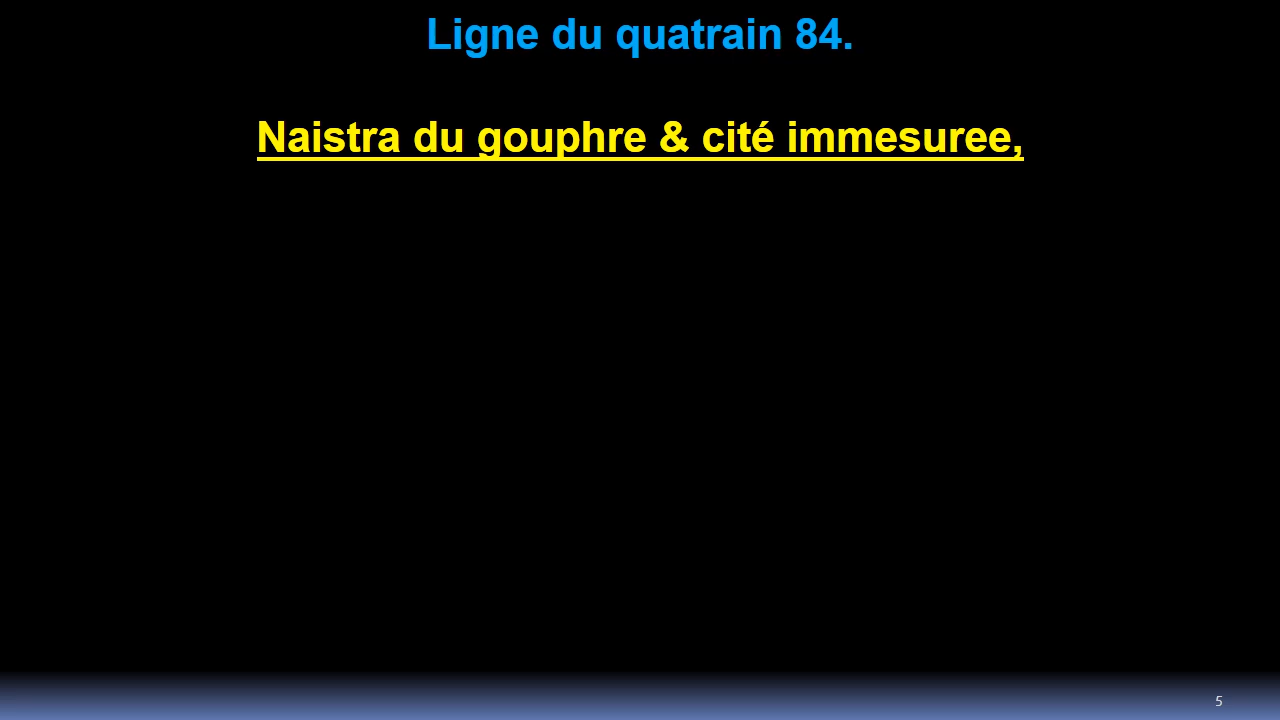 Ligne du quatrain 84.
Naistra du gouphre & cité immesuree,
5